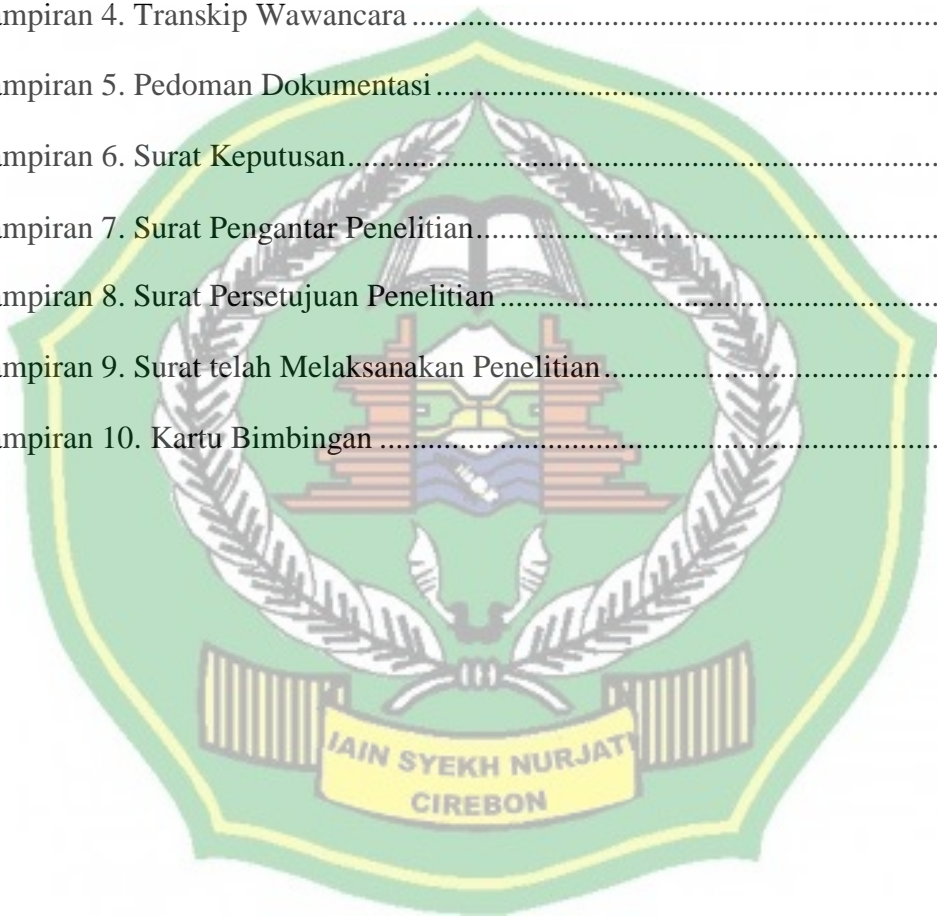 ampiran 4. Transkip Wawancara ................................................................
ampiran 5. Pedoman Dokumentasi ................................................................
ampiran 6. Surat Keputusan ................................................................
ampiran 7. Surat Pengantar Penelitian ................................................................
ampiran 8. Surat Persetujuan Penelitian ................................................................
ampiran 9. Surat telah Melaksanakan Penelitian ................................................................
ampiran 10. Kartu Bimbingan ................................................................
IAIN SYEKH NURJATI
CIREBON